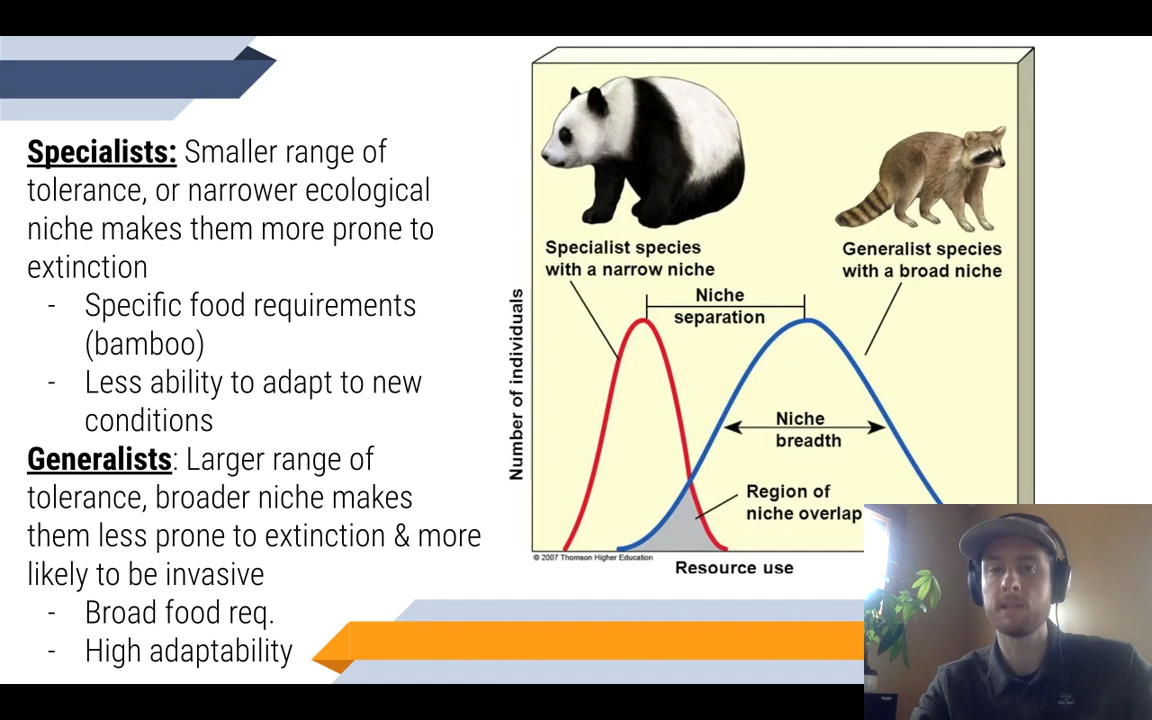 Specialists: Smaller range of
tolerance, or narrower ecological
niche makes them more prone to
extinction
- Specific food requirements
(bamboo)
- Less ability to adapt to new
conditions
Generalists: Larger range of
tolerance, broader niche makes
them less prone to extinction & more
likely to be invasive
- Broad food req.
- High adaptability
Specialist species
with a narrow niche
Generalist species
with a broad niche
Niche
separation
Number of individuals
Niche
breadth
Region of
niche overlap
© 2007 Thomson Higher Education
Resource use